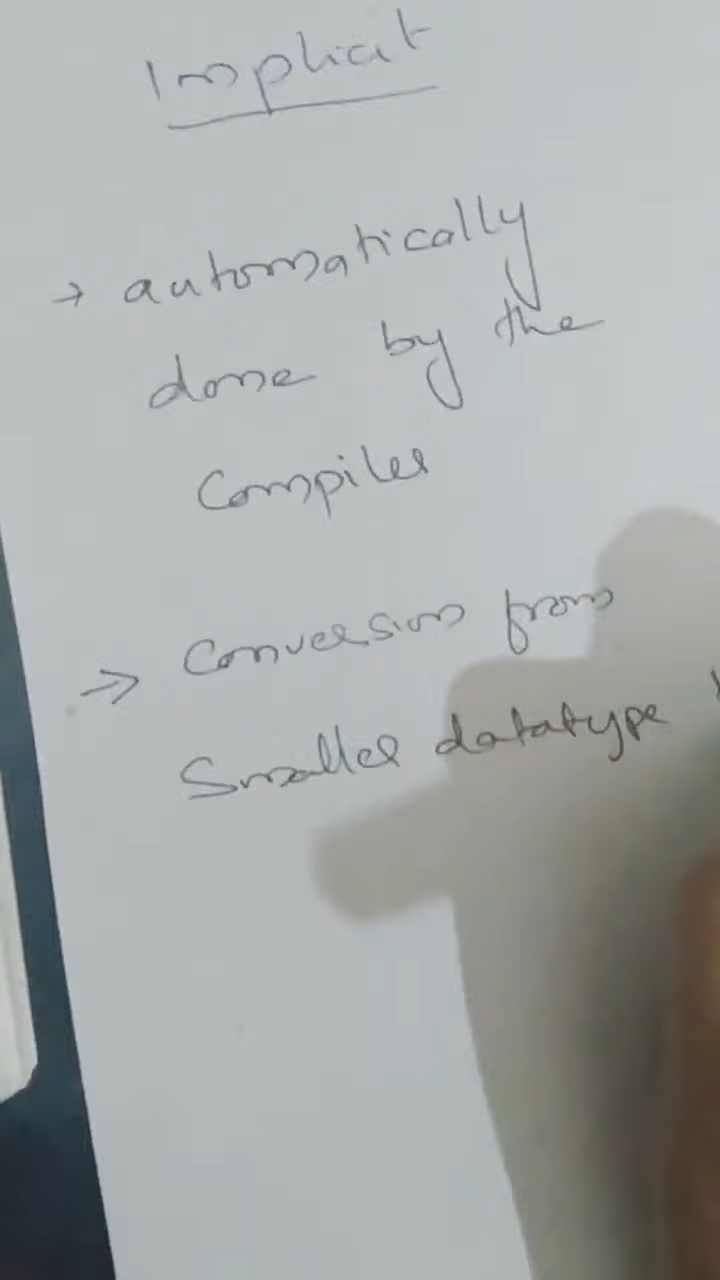 Implicit
→ automatically
done by the
Compiler
→ Conversion from
Smaller datatype